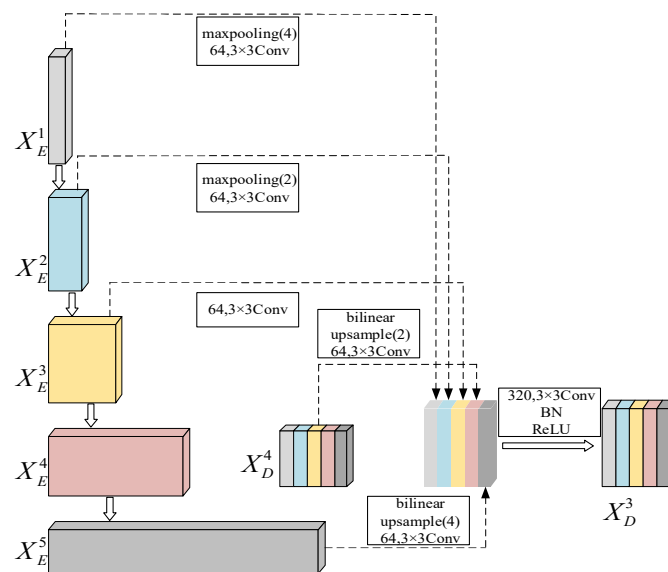 maxpooling(4)
64,3×3Conv
X_E^1
maxpooling(2)
64,3×3Conv
X_E^2
64,3×3Conv
bilinear
upsample(2)
64,3×3Conv
X_E^3
320,3×3Conv
BN
ReLU
X_E^4
X_D^4
X_D^3
bilinear
upsample(4)
64,3×3Conv
X_E^5